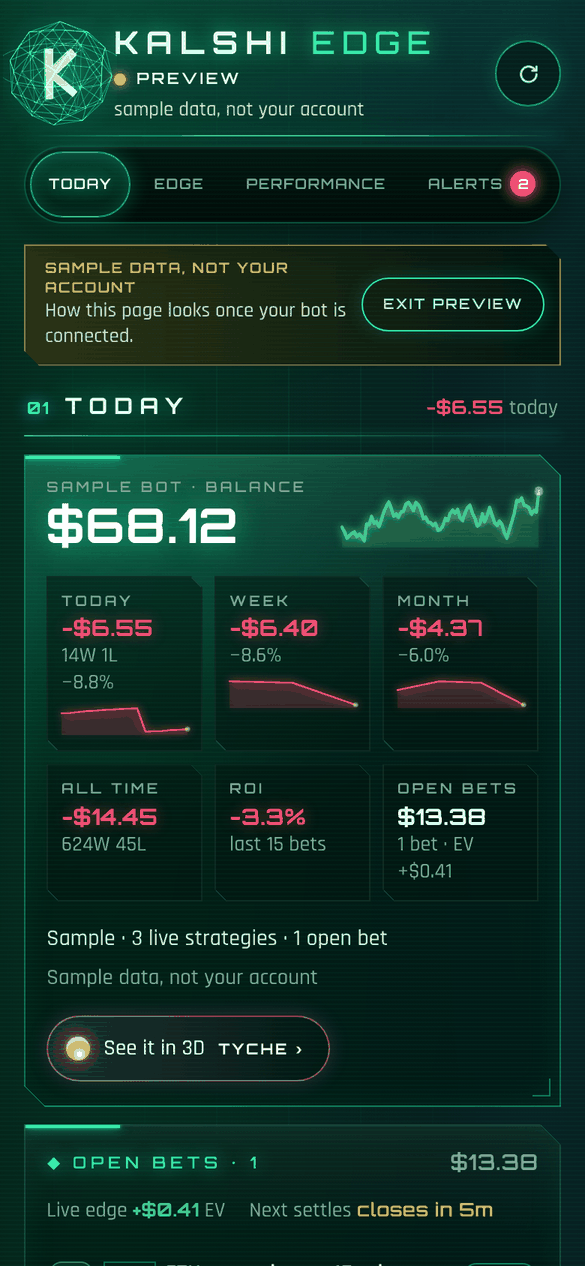 K
KALSHI EDGE
PREVIEW
sample data, not your account
TODAY EDGE PERFORMANCE ALERTS 2
SAMPLE DATA, NOT YOUR
ACCOUNT
How this page looks once your bot is
connected.
EXIT PREVIEW
01 TODAY
-$6.55 today
SAMPLE BOT · BALANCE
$68.12
TODAY
-$6.55
14W 1L
−8.8%
WEEK
-$6.40
−8.6%
MONTH
-$4.37
−6.0%
ALL TIME
-$14.45
624W 45L
ROI
-3.3%
last 15 bets
OPEN BETS
$13.38
1 bet · EV
+$0.41
Sample · 3 live strategies · 1 open bet
Sample data, not your account
See it in 3D TYCHE ›
◆ OPEN BETS · 1
$13.38
Live edge +$0.41 EV Next settles closes in 5m